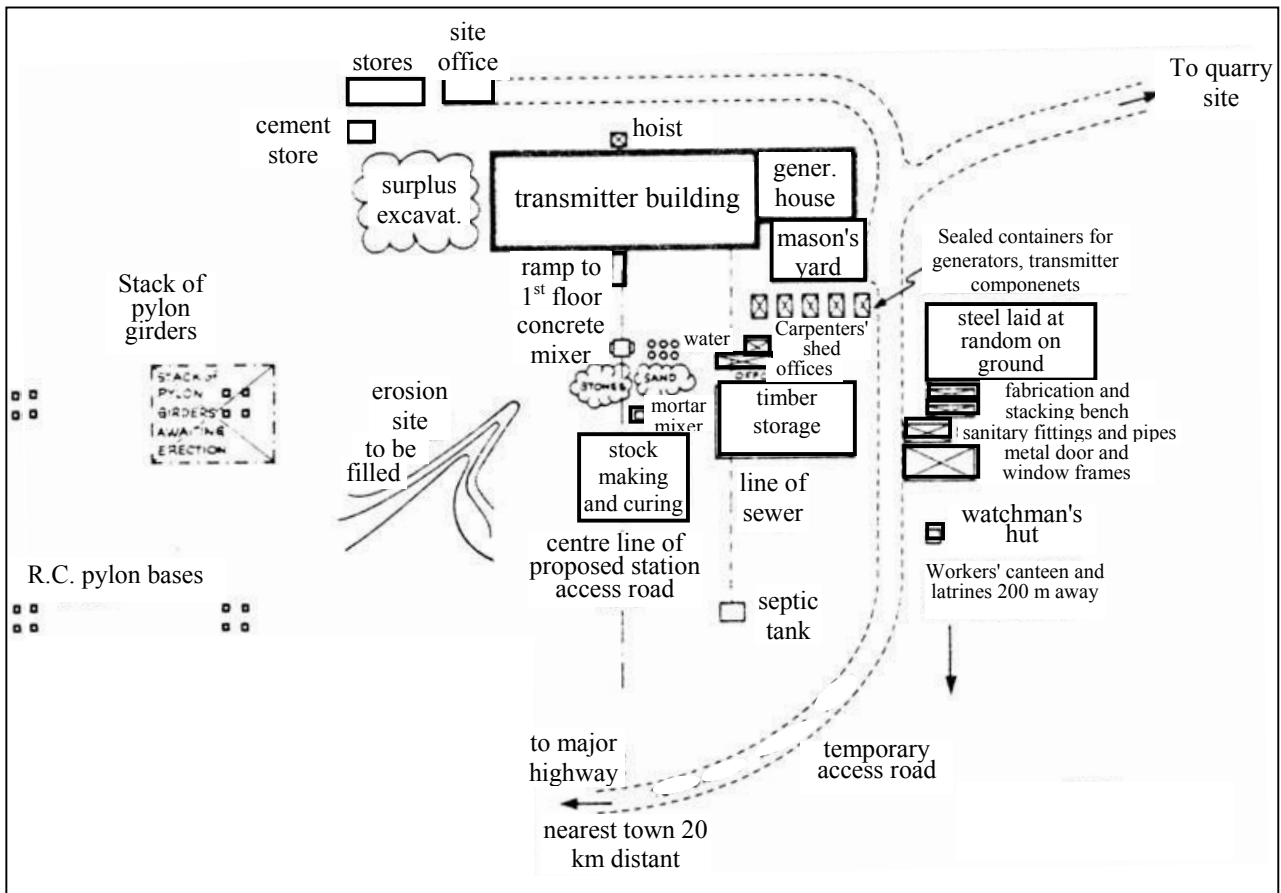 site
office
stores
To quarry
site
cement
store
hoist
surplus
excavat.
transmitter building
gener.
house
mason's
yard
Sealed containers for
generators, transmitter
componenets
ramp to
1st floor
concrete
mixer
Stack of
pylon
girders
water
Carpenters'
shed
offices
steel laid at
random on
ground
STACK OF
PYLON
GIRDERS
AWAITING
ERECTION
erosion
site
to be
filled
STONES
SAND
mortar
mixer
timber
storage
fabrication and
stacking bench
sanitary fittings and pipes
metal door and
window frames
stock
making
and curing
line of
sewer
watchman's
hut
centre line of
proposed station
access road
R.C. pylon bases
Workers' canteen and
latrines 200 m away
septic
tank
to major
highway
temporary
access road
nearest town 20
km distant